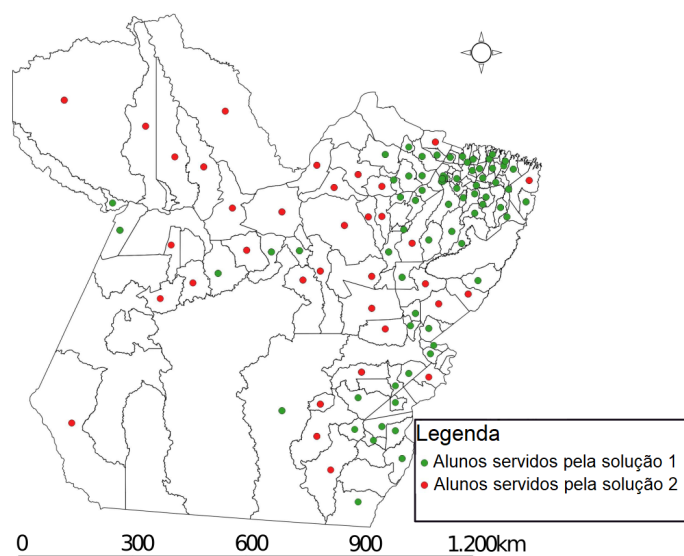 Legenda
Alunos servidos pela solução 1
Alunos servidos pela solução 2
0 300 600 900 1.200km